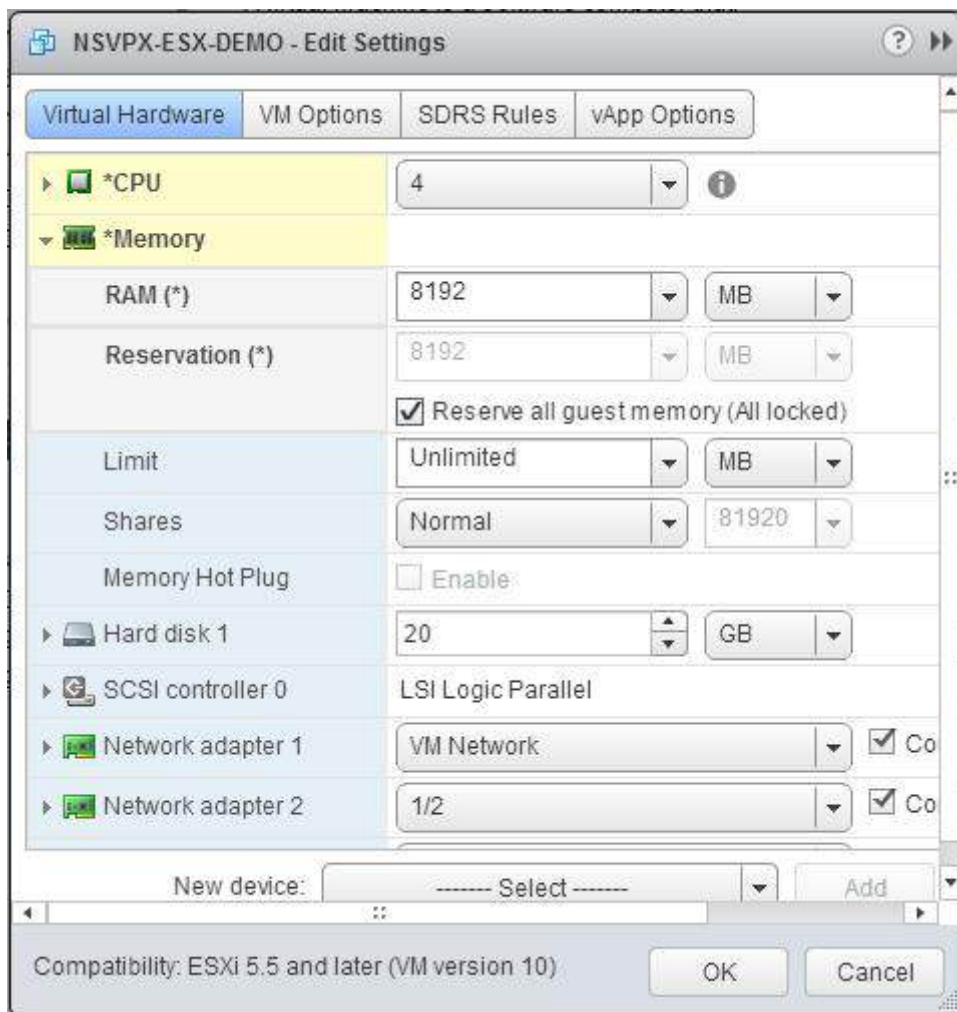 NSVPX-ESX-DEMO - Edit Settings
Virtual Hardware VM Options SDRS Rules vApp Options
*CPU 4
*Memory
RAM (*) 8192 MB
Reservation (*) 8192 MB
Reserve all guest memory (All locked)
Limit Unlimited MB
Shares Normal 81920
Memory Hot Plug Enable
Hard disk 1 20 GB
SCSI controller 0 LSI Logic Parallel
Network adapter 1 VM Network Co
Network adapter 2 1/2 Co
New device: ------- Select ------- Add
Compatibility: ESXi 5.5 and later (VM version 10) OK Cancel